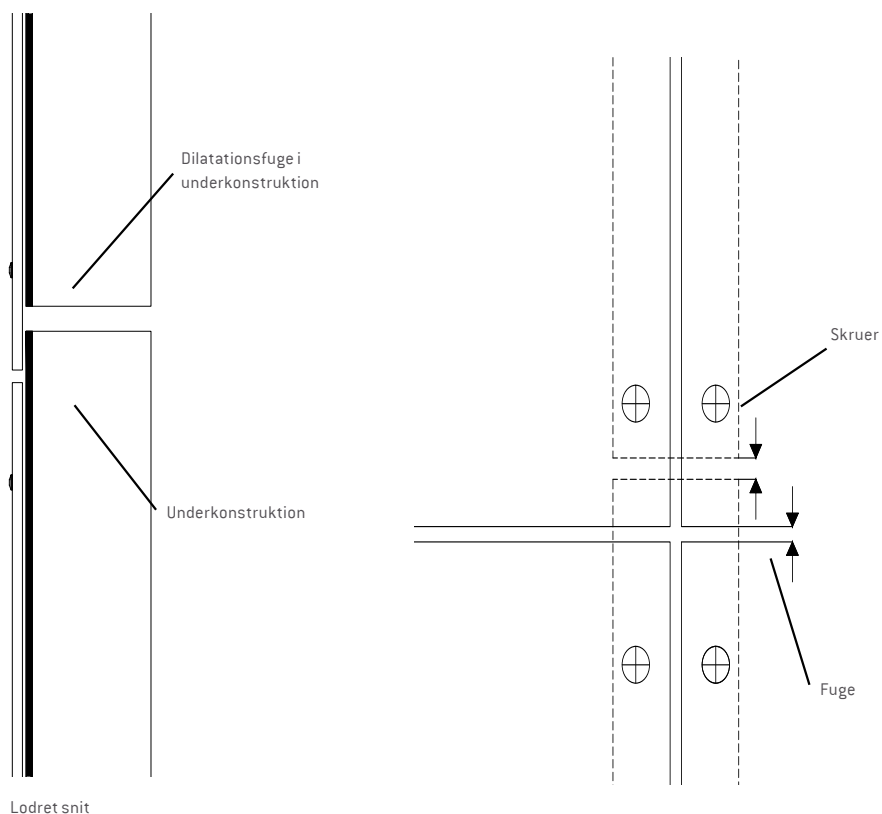 Dilatationsfuge i
underkonstruktion
Underkonstruktion
Lodret snit
Skruer
Fuge